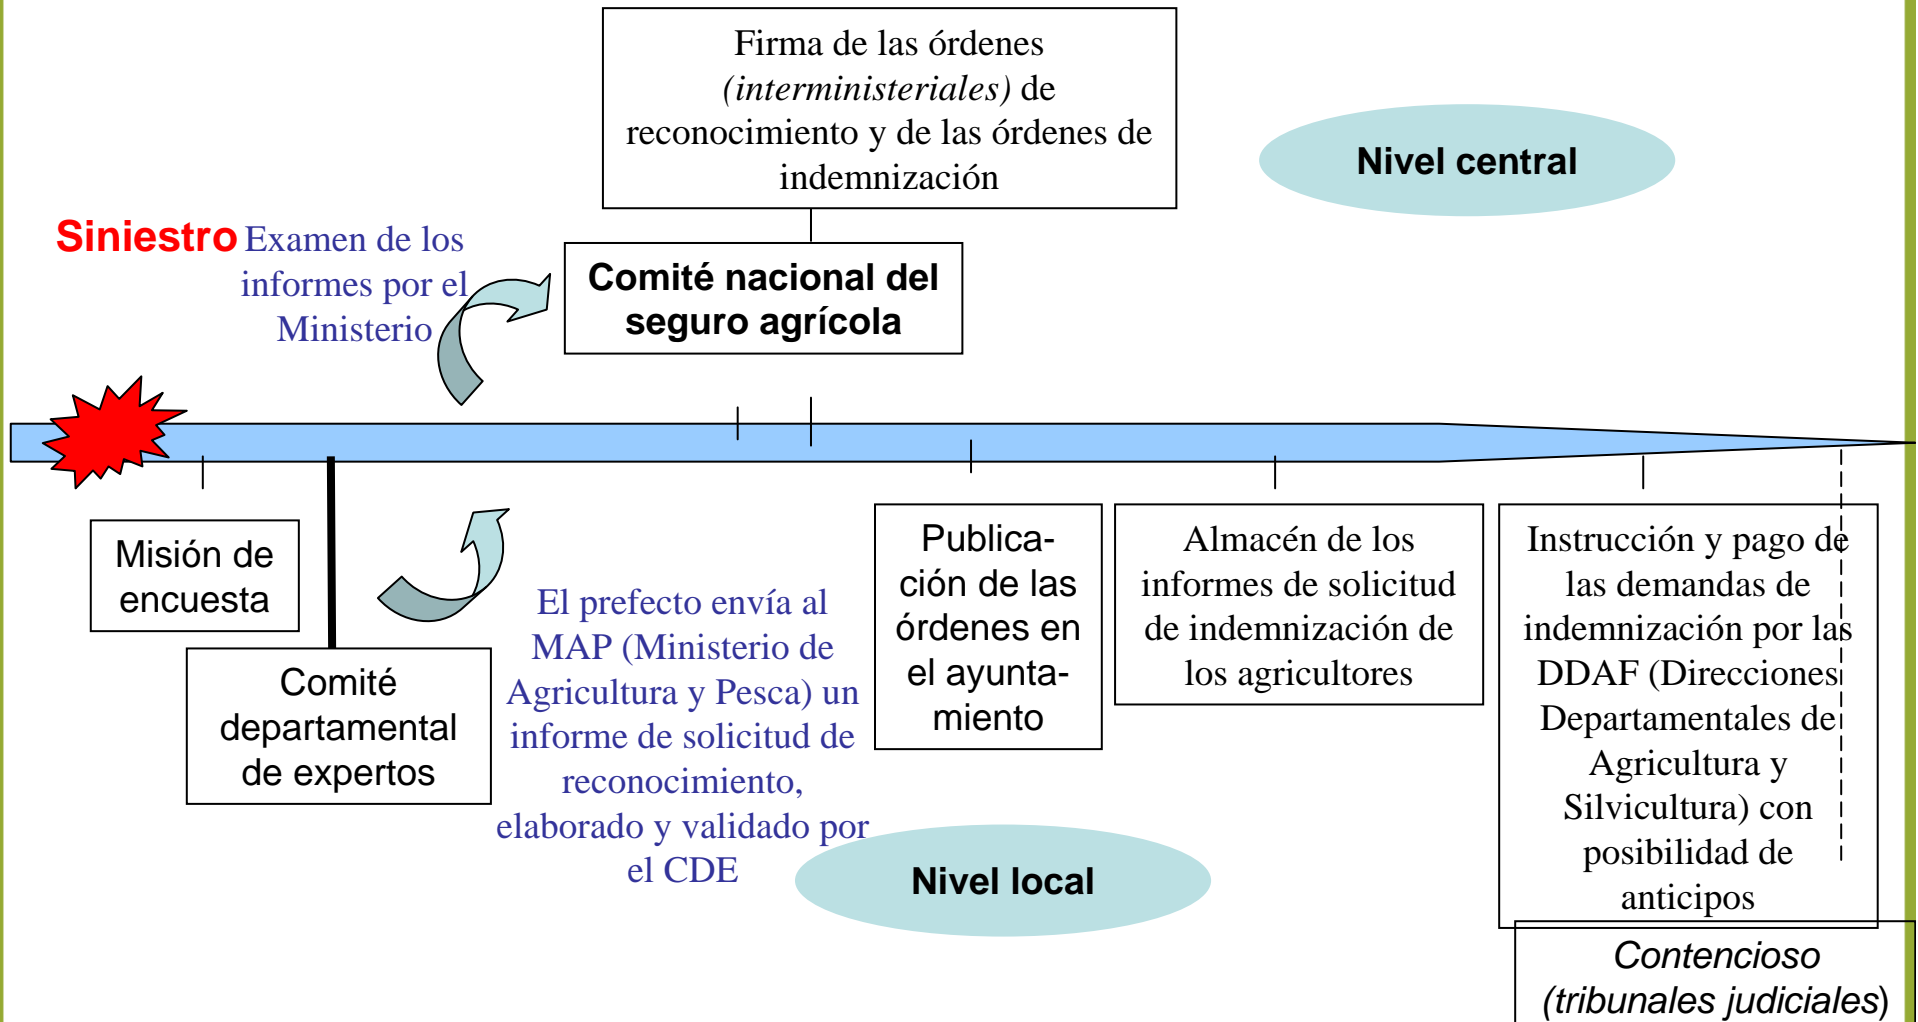 Firma de las órdenes
(interministeriales) de
reconocimiento y de las órdenes de
indemnización
Nivel central
Siniestro
Examen de los
informes por el
Ministerio
Comité nacional del
seguro agrícola
Misión de
encuesta
Comité
departamental
de expertos
El prefecto envía al
MAP (Ministerio de
Agricultura y Pesca) un
informe de solicitud de
reconocimiento,
elaborado y validado por
el CDE
Publica-
ción de las
órdenes en
el ayunta-
miento
Almacén de los
informes de solicitud
de indemnización de
los agricultores
Instrucción y pago de
las demandas de
indemnización por las
DDAF (Direcciones
Departamentales de
Agricultura y
Silvicultura) con
posibilidad de
anticipos
Nivel local
Contencioso
(tribunales judiciales)